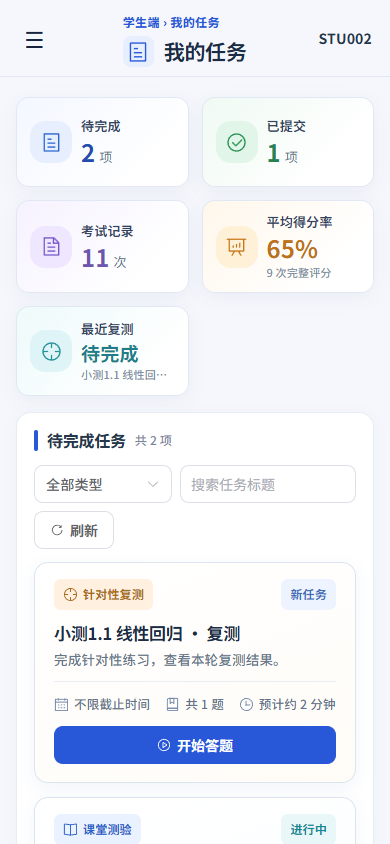 学生端 › 我的任务
我的任务
STU002
待完成
2 项
已提交
1 项
考试记录
11 次
平均得分率
65%
9 次完整评分
最近复测
待完成
小测1.1 线性回…
待完成任务 共 2 项
全部类型
搜索任务标题
刷新
针对性复测 新任务
小测1.1 线性回归 · 复测
完成针对性练习，查看本轮复测结果。
不限截止时间 共 1 题 预计约 2 分钟
开始答题
课堂测验 进行中